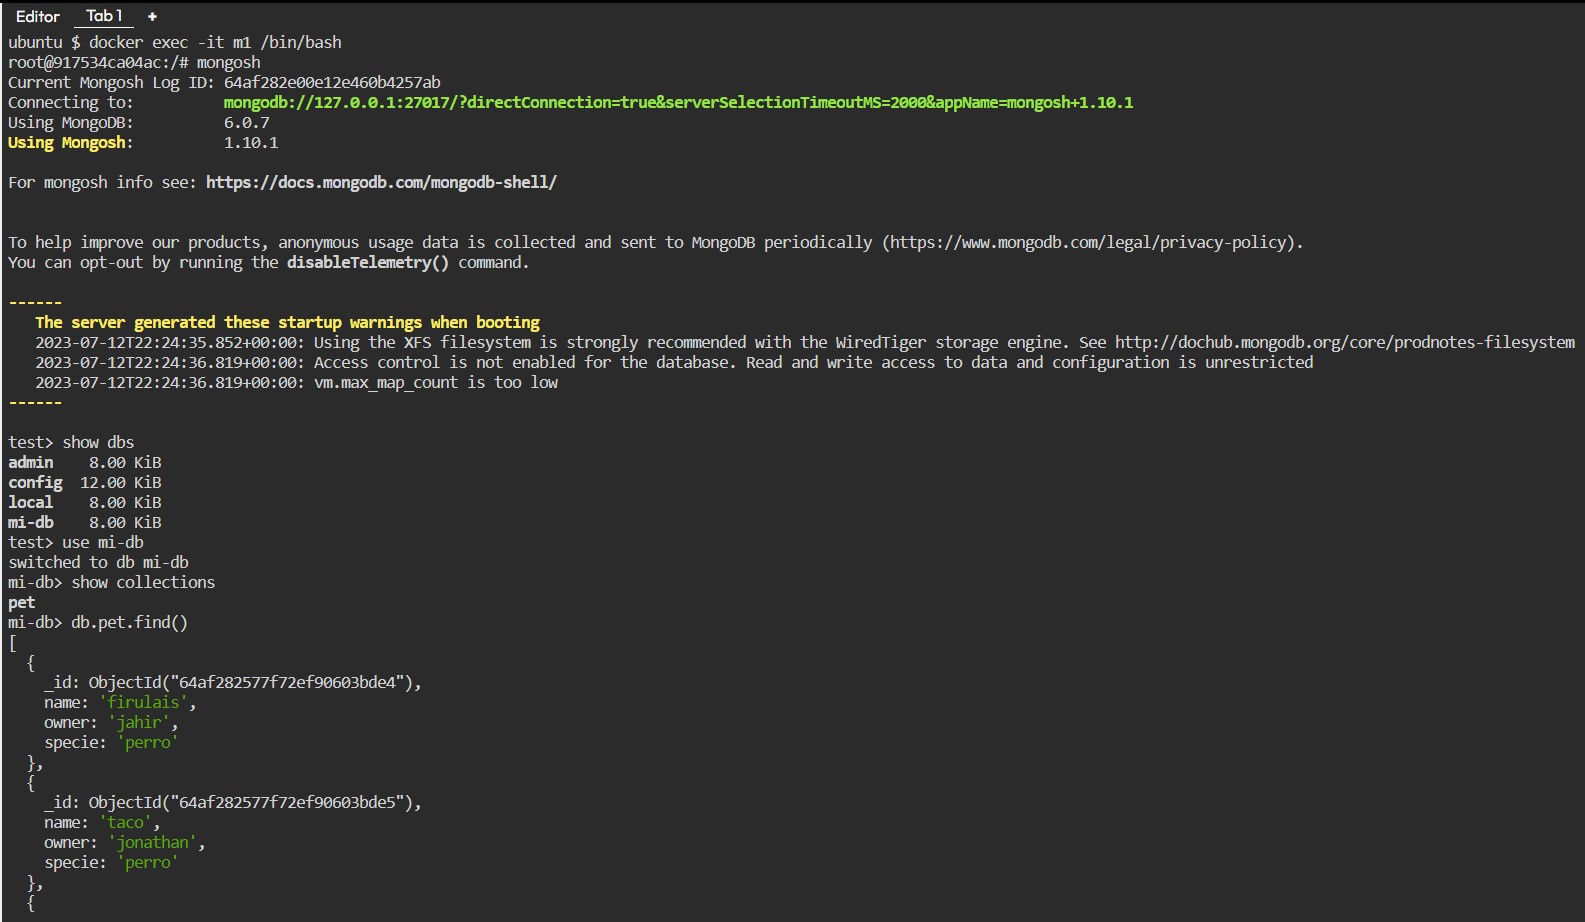 Editor Tab 1 +
ubuntu $ docker exec -it m1 /bin/bash
root@917534ca04ac:/# mongosh
Current Mongosh Log ID: 64af282e00e12e460b4257ab
Connecting to: mongodb://127.0.0.1:27017/?directConnection=true&serverSelectionTimeoutMS=2000&appName=mongosh+1.10.1
Using MongoDB: 6.0.7
Using Mongosh: 1.10.1
For mongosh info see: https://docs.mongodb.com/mongodb-shell/
To help improve our products, anonymous usage data is collected and sent to MongoDB periodically (https://www.mongodb.com/legal/privacy-policy).
You can opt-out by running the disableTelemetry() command.
------
The server generated these startup warnings when booting
2023-07-12T22:24:35.852+00:00: Using the XFS filesystem is strongly recommended with the WiredTiger storage engine. See http://dochub.mongodb.org/core/prodnotes-filesystem
2023-07-12T22:24:36.819+00:00: Access control is not enabled for the database. Read and write access to data and configuration is unrestricted
2023-07-12T22:24:36.819+00:00: vm.max_map_count is too low
------
test> show dbs
admin 8.00 KiB
config 12.00 KiB
local 8.00 KiB
mi-db 8.00 KiB
test> use mi-db
switched to db mi-db
mi-db> show collections
pet
mi-db> db.pet.find()
[
{
_id: ObjectId("64af282577f72ef90603bde4"),
name: 'firulais',
owner: 'jahir',
specie: 'perro'
},
{
_id: ObjectId("64af282577f72ef90603bde5"),
name: 'taco',
owner: 'jonathan',
specie: 'perro'
},
{